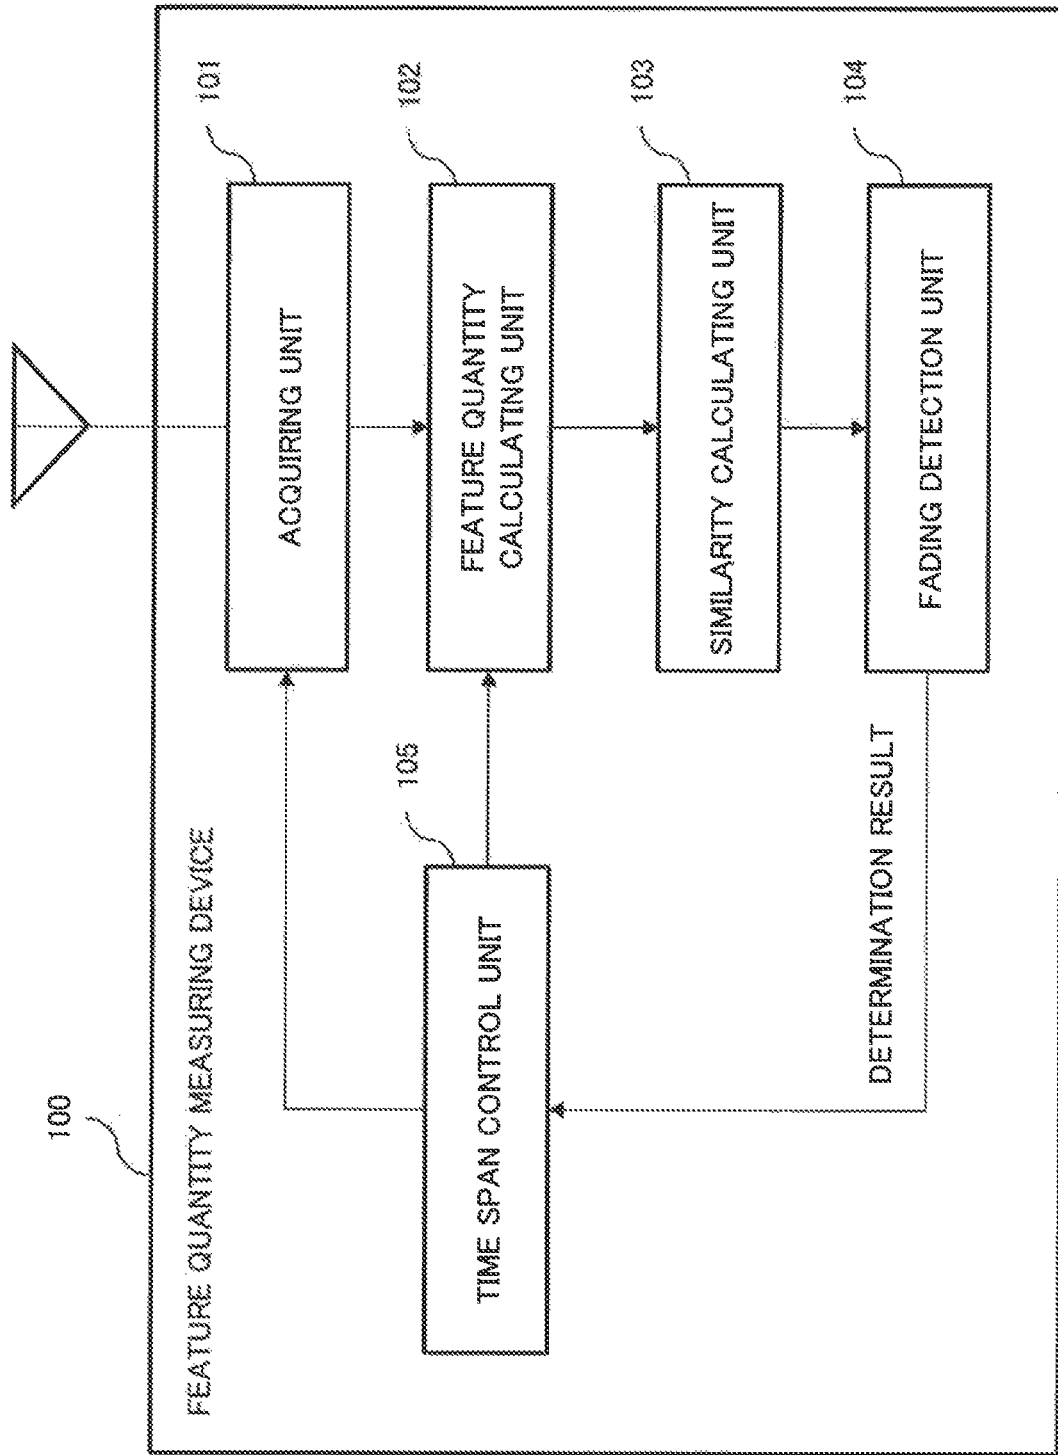 100
FEATURE QUANTITY MEASURING DEVICE
101
ACQUIRING UNIT
102
FEATURE QUANTITY
CALCULATING UNIT
103
SIMILARITY CALCULATING UNIT
104
FADING DETECTION UNIT
105
TIME SPAN CONTROL UNIT
DETERMINATION RESULT